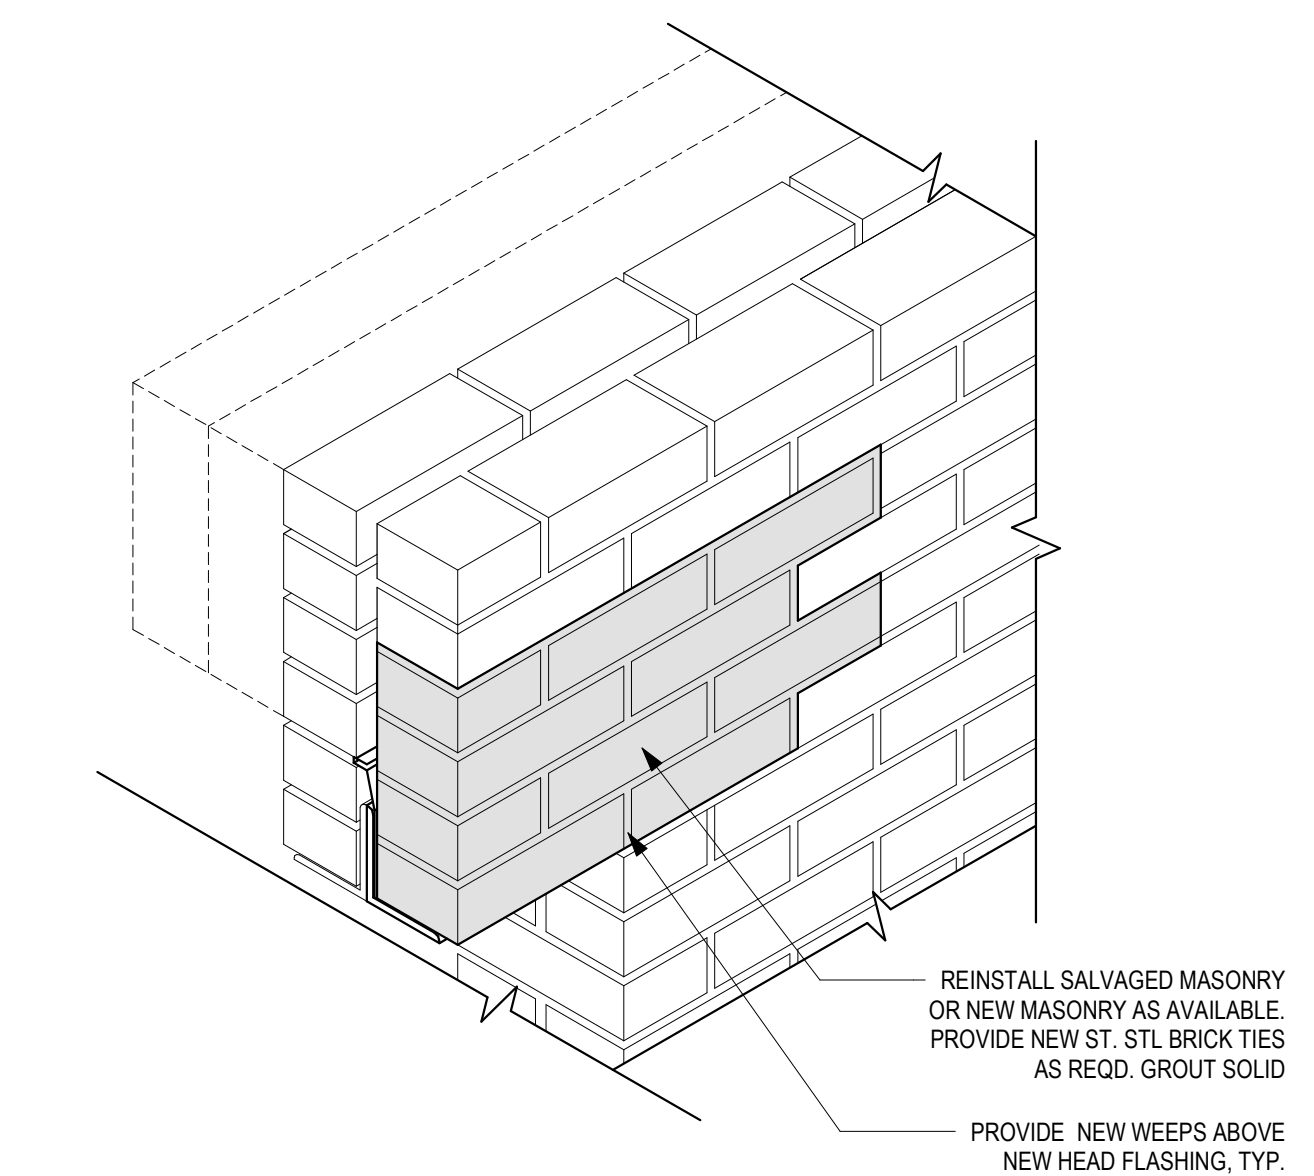 REINSTALL SALVAGED MASONRY
OR NEW MASONRY AS AVAILABLE.
PROVIDE NEW ST. STL BRICK TIES
AS REQD. GROUT SOLID
PROVIDE  NEW WEEPS ABOVE
NEW HEAD FLASHING, TYP.